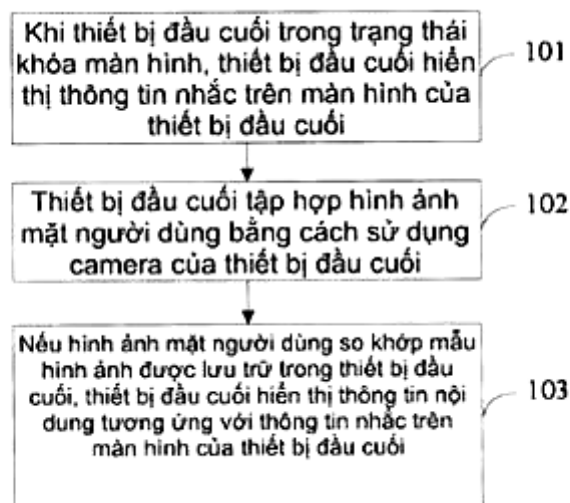 Khi thiết bị đầu cuối trong trạng thái
khóa màn hình, thiết bị đầu cuối hiển
thị thông tin nhắc trên màn hình của
thiết bị đầu cuối
101
Thiết bị đầu cuối tập hợp hình ảnh
mặt người dùng bằng cách sử dụng
camera của thiết bị đầu cuối
102
Nếu hình ảnh mặt người dùng so khớp mẫu
hình ảnh được lưu trữ trong thiết bị đầu
cuối, thiết bị đầu cuối hiển thị thông tin nội
dung tương ứng với thông tin nhắc trên
màn hình của thiết bị đầu cuối
103